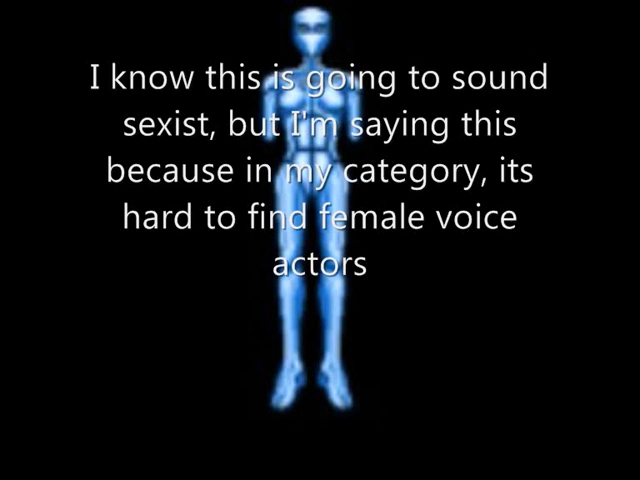 I know this is going to sound
sexist, but I'm saying this
because in my category, its
hard to find female voice
actors